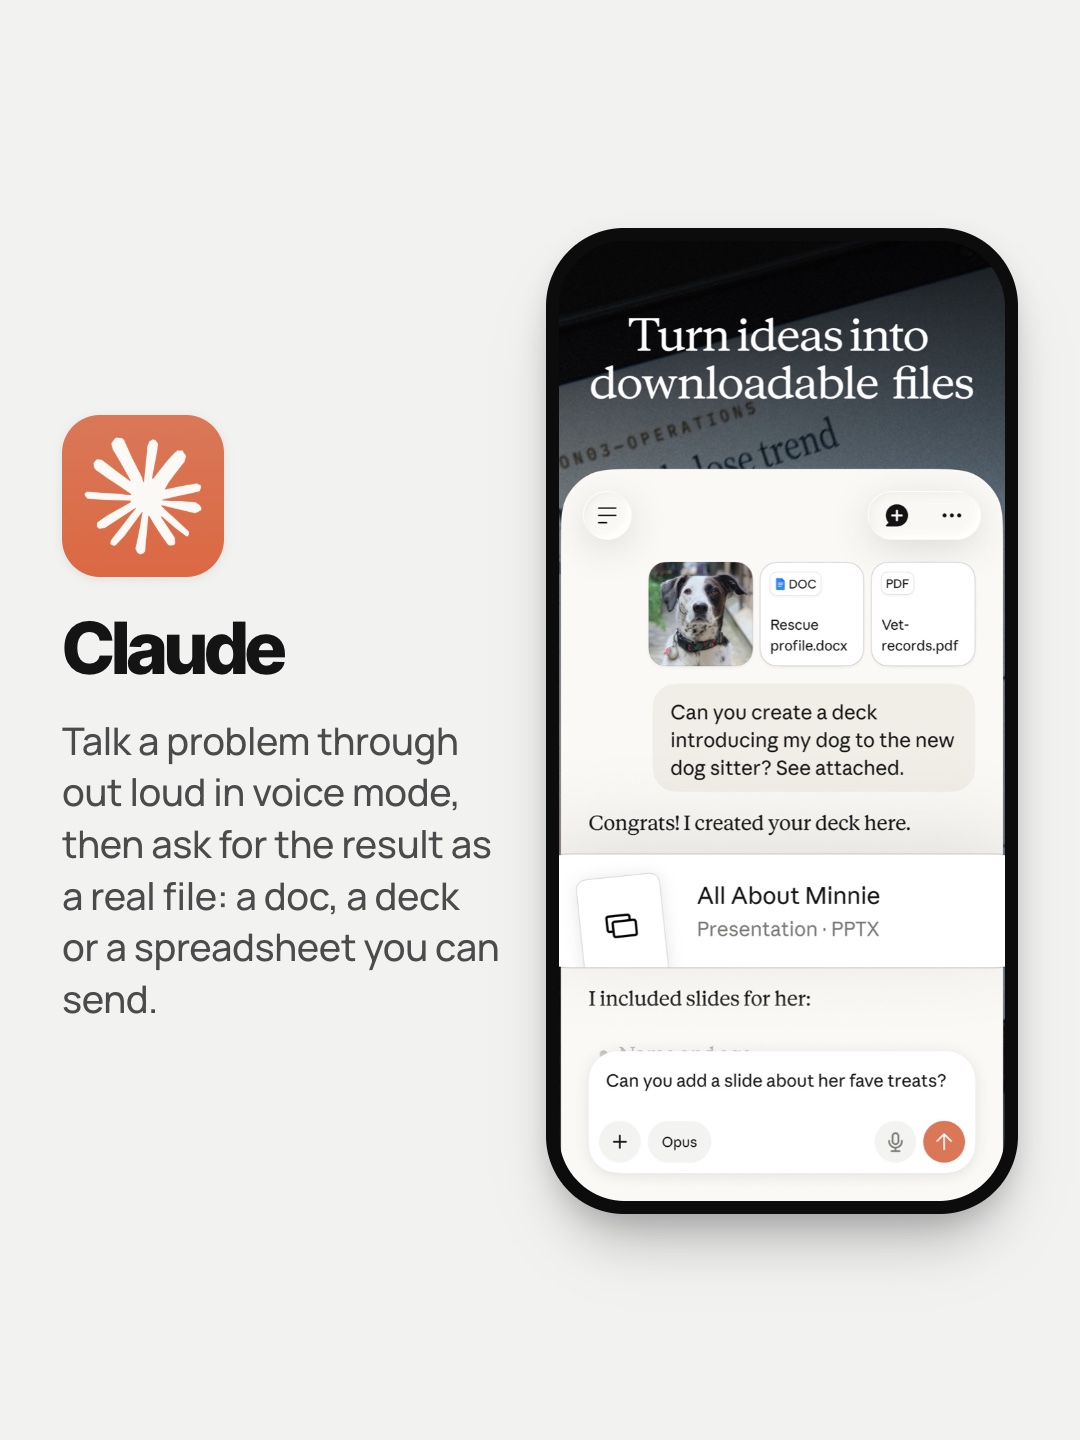 Claude
Talk a problem through
out loud in voice mode,
then ask for the result as
a real file: a doc, a deck
or a spreadsheet you can
send.
Turn ideas into
downloadable files
ON03—OPERATIONS
lose trend
DOC
Rescue
profile.docx
PDF
Vet-
records.pdf
Can you create a deck
introducing my dog to the new
dog sitter? See attached.
Congrats! I created your deck here.
All About Minnie
Presentation · PPTX
I included slides for her:
Can you add a slide about her fave treats?
Opus